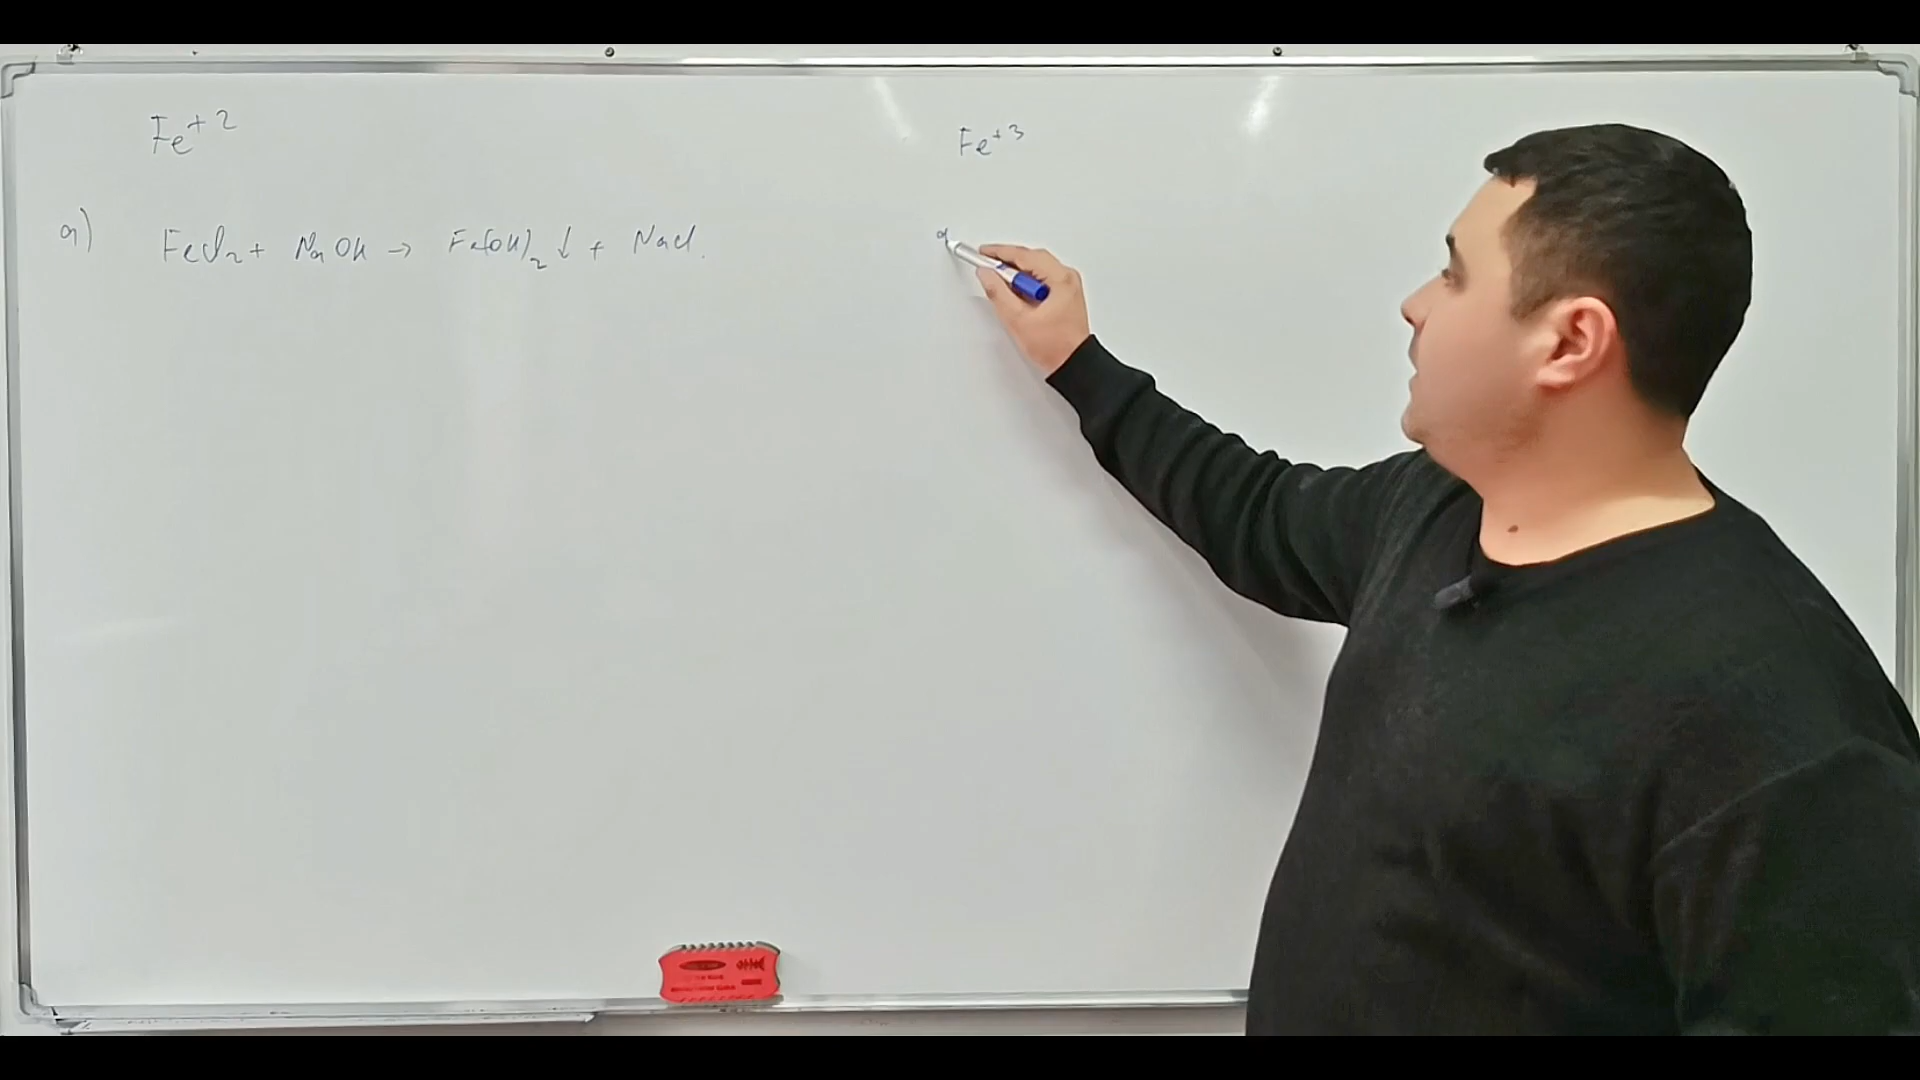 Fe⁺² Fe⁺³
a) FeCl₂ + NaOH → Fe(OH)₂ ↓ + NaCl.
a